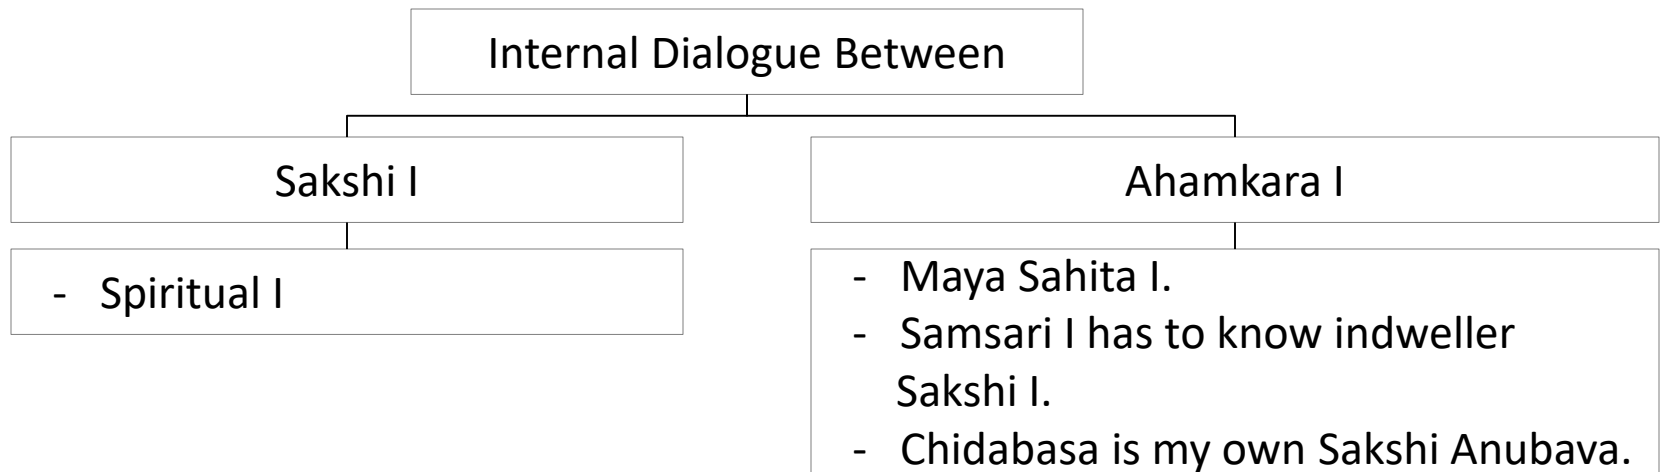 Internal Dialogue Between
Sakshi I
Ahamkara I
- Spiritual I
- Maya Sahita I.
- Samsari I has to know indweller
Sakshi I.
- Chidabasa is my own Sakshi Anubava.